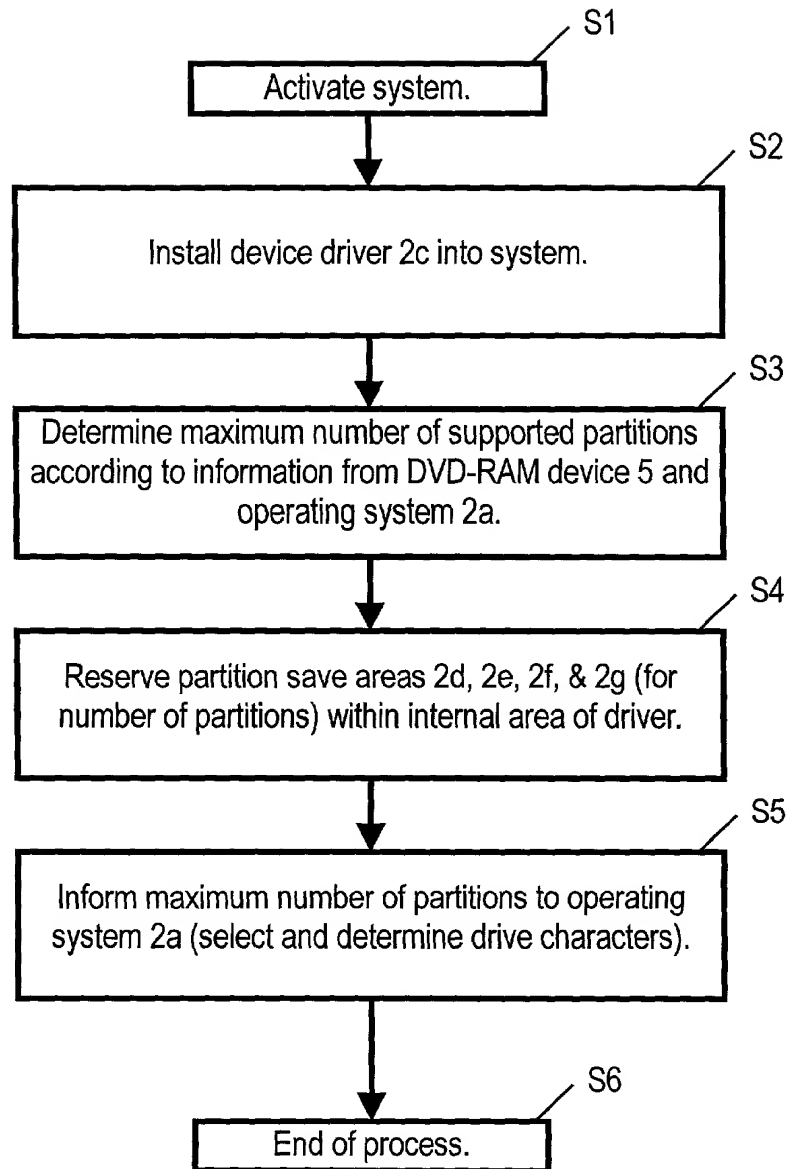 S1
Activate system.
S2
Install device driver 2c into system.
S3
Determine maximum number of supported partitions
according to information from DVD-RAM device 5 and
operating system 2a.
S4
Reserve partition save areas 2d, 2e, 2f, & 2g (for
number of partitions) within internal area of driver.
S5
Inform maximum number of partitions to operating
system 2a (select and determine drive characters).
S6
End of process.